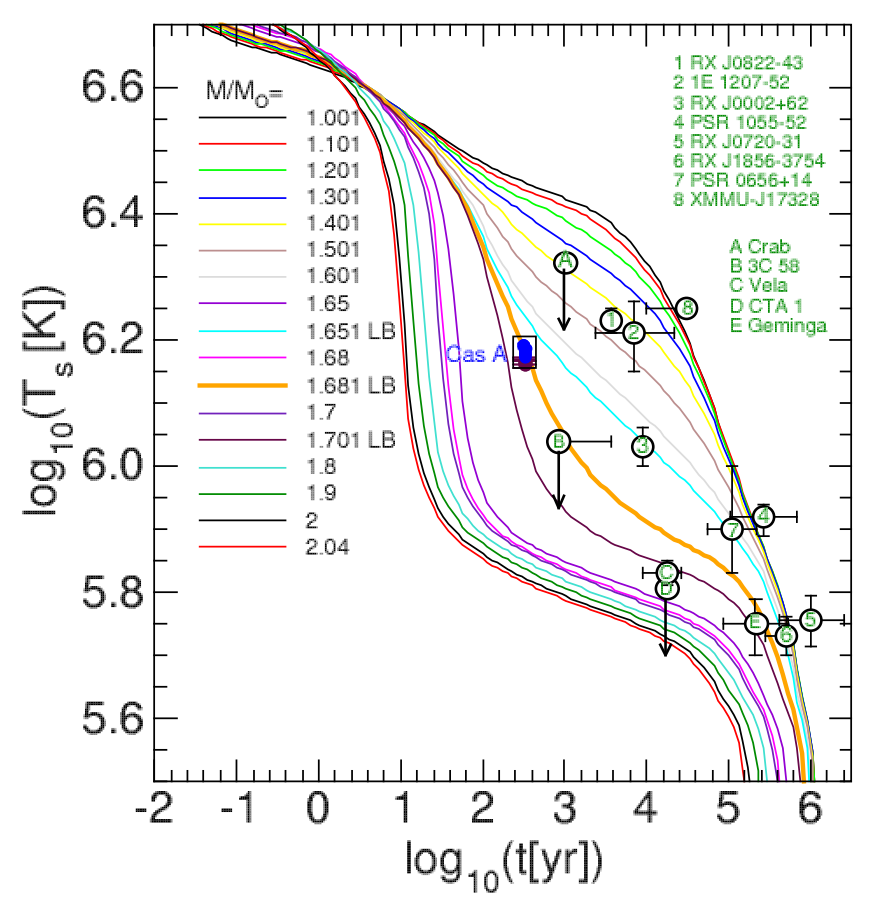 6.6
6.4
6.2
6.0
5.8
5.6
log10(Ts [K])
M/MO=
1.001
1.101
1.201
1.301
1.401
1.501
1.601
1.65
1.651 LB
1.68
1.681 LB
1.7
1.701 LB
1.8
1.9
2
2.04
1 RX J0822-43
2 1E 1207-52
3 RX J0002+62
4 PSR 1055-52
5 RX J0720-31
6 RX J1856-3754
7 PSR 0656+14
8 XMMU-J17328
A Crab
B 3C 58
C Vela
D CTA 1
E Geminga
A
8
1
2
Cas A
B
3
4
7
C
D
E
6
5
-2 -1 0 1 2 3 4 5 6
log10(t[yr])